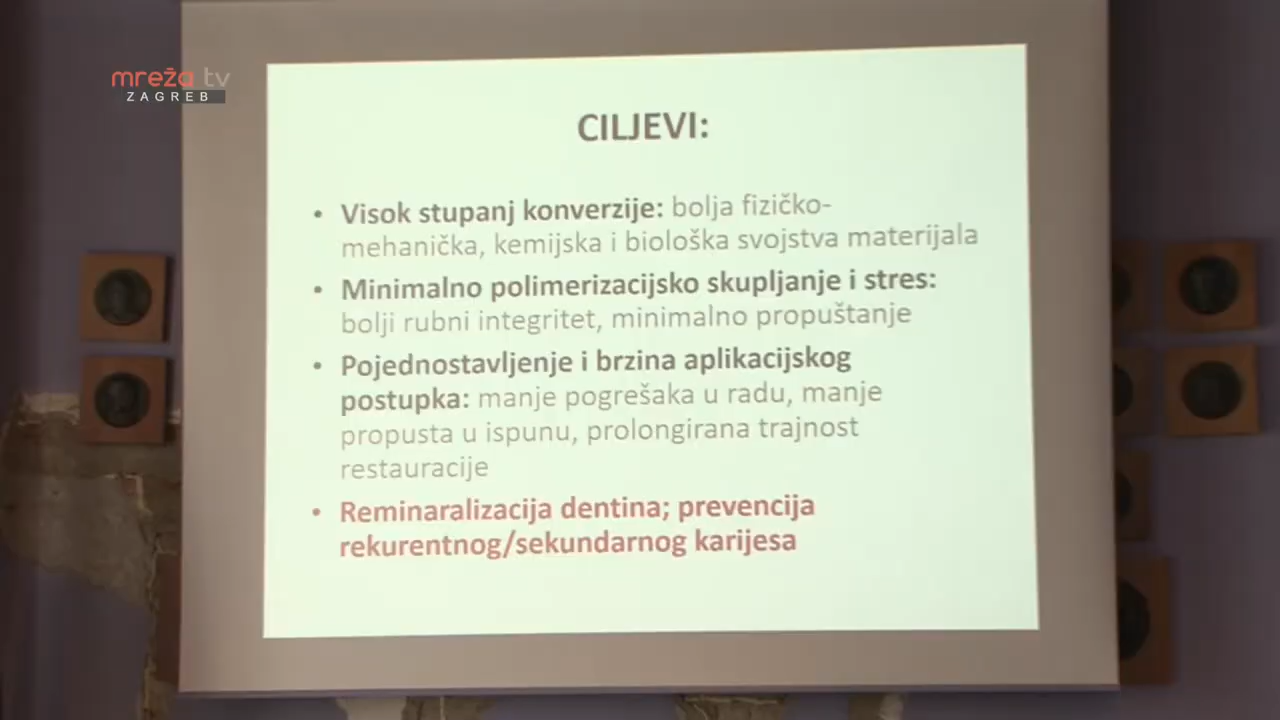 mreža tv
ZAGREB
CILJEVI:
• Visok stupanj konverzije: bolja fizičko-
mehanička, kemijska i biološka svojstva materijala
• Minimalno polimerizacijsko skupljanje i stres:
bolji rubni integritet, minimalno propuštanje
• Pojednostavljenje i brzina aplikacijskog
postupka: manje pogrešaka u radu, manje
propusta u ispunu, prolongirana trajnost
restauracije
• Reminaralizacija dentina; prevencija
rekurentnog/sekundarnog karijesa